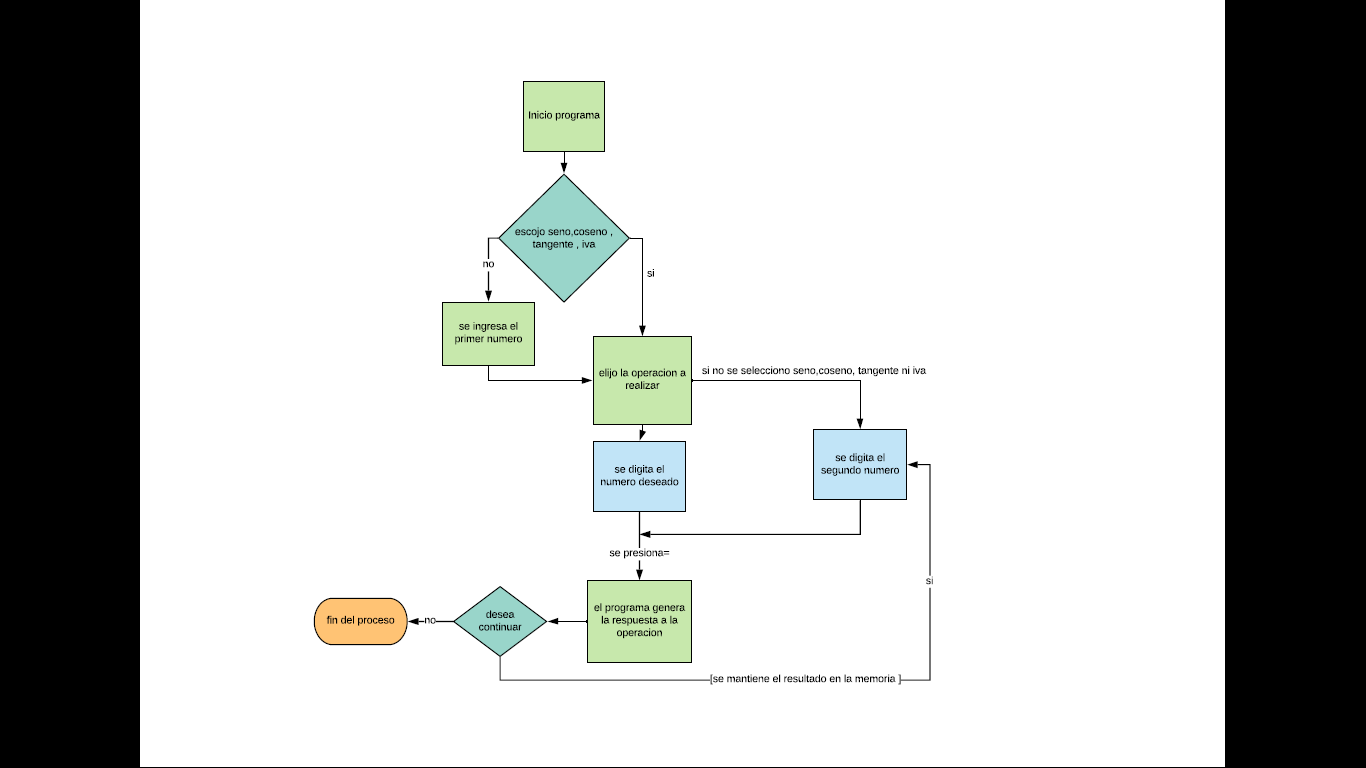 Inicio programa
escojo seno,coseno ,
tangente , iva
no
si
se ingresa el
primer numero
elijo la operacion a
realizar
si no se selecciono seno,coseno, tangente ni iva
se digita el
numero deseado
se digita el
segundo numero
se presiona=
el programa genera
la respuesta a la
operacion
desea
continuar
no
fin del proceso
si
[se mantiene el resultado en la memoria ]